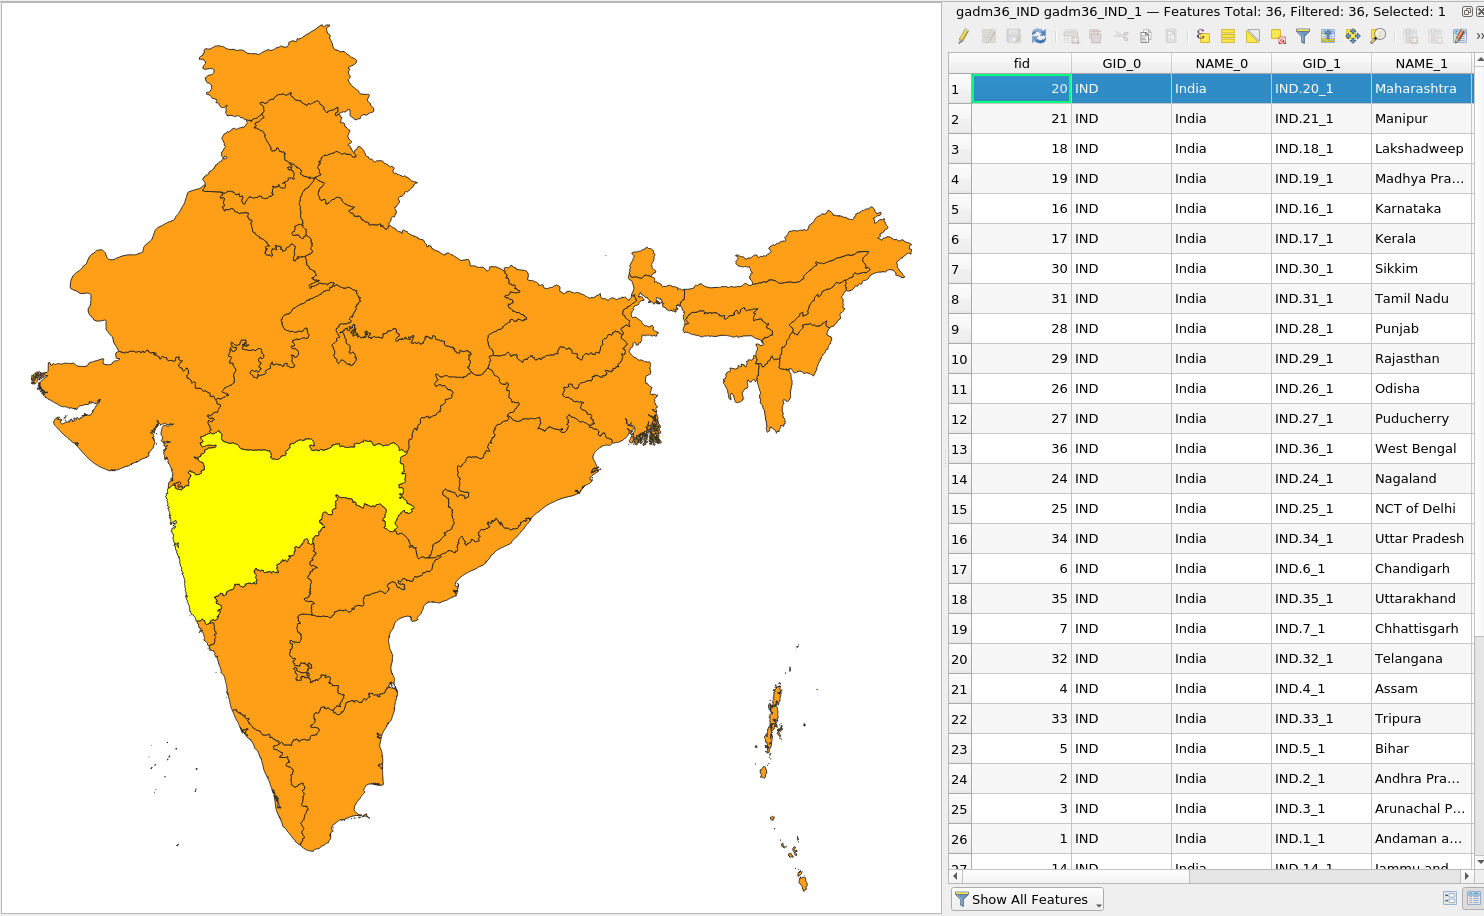 gadm36_IND gadm36_IND_1 — Features Total: 36, Filtered: 36, Selected: 1
fid GID_0 NAME_0 GID_1 NAME_1
1 20 IND India IND.20_1 Maharashtra
2 21 IND India IND.21_1 Manipur
3 18 IND India IND.18_1 Lakshadweep
4 19 IND India IND.19_1 Madhya Pra...
5 16 IND India IND.16_1 Karnataka
6 17 IND India IND.17_1 Kerala
7 30 IND India IND.30_1 Sikkim
8 31 IND India IND.31_1 Tamil Nadu
9 28 IND India IND.28_1 Punjab
10 29 IND India IND.29_1 Rajasthan
11 26 IND India IND.26_1 Odisha
12 27 IND India IND.27_1 Puducherry
13 36 IND India IND.36_1 West Bengal
14 24 IND India IND.24_1 Nagaland
15 25 IND India IND.25_1 NCT of Delhi
16 34 IND India IND.34_1 Uttar Pradesh
17 6 IND India IND.6_1 Chandigarh
18 35 IND India IND.35_1 Uttarakhand
19 7 IND India IND.7_1 Chhattisgarh
20 32 IND India IND.32_1 Telangana
21 4 IND India IND.4_1 Assam
22 33 IND India IND.33_1 Tripura
23 5 IND India IND.5_1 Bihar
24 2 IND India IND.2_1 Andhra Pra...
25 3 IND India IND.3_1 Arunachal P...
26 1 IND India IND.1_1 Andaman a...
27 14 IND India IND.14_1 Jammu and
Show All Features